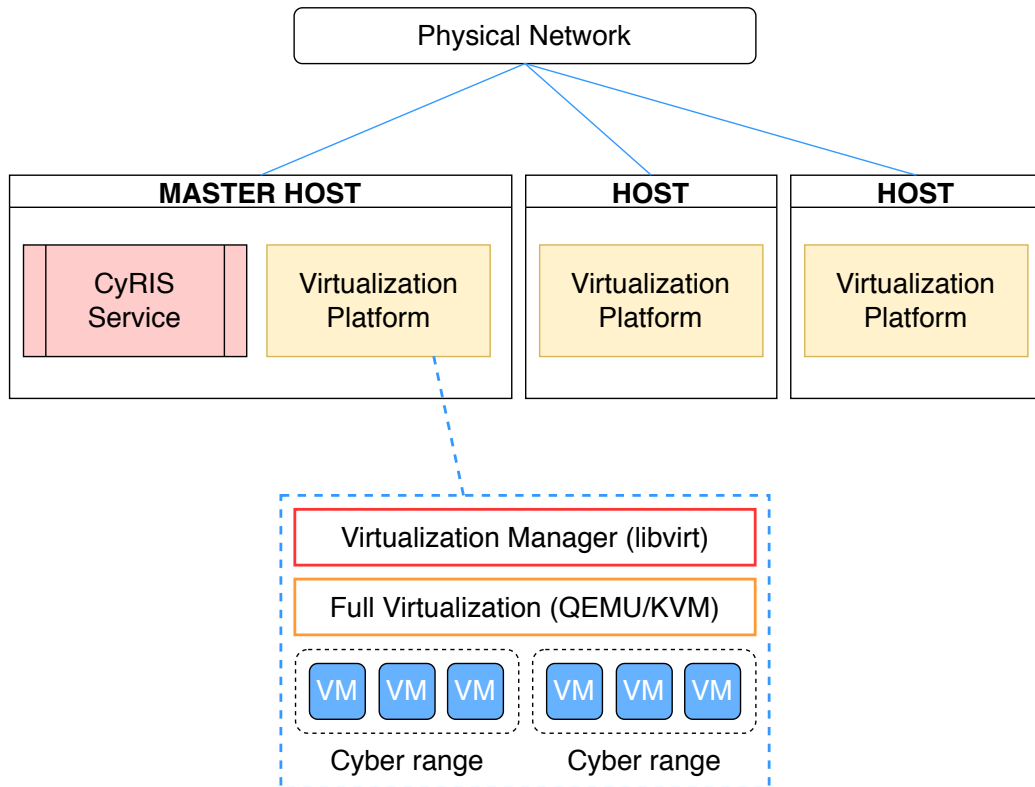 Physical Network
MASTER HOST
HOST
HOST
CyRIS
Service
Virtualization
Platform
Virtualization
Platform
Virtualization
Platform
Virtualization Manager (libvirt)
Full Virtualization (QEMU/KVM)
VM VM VM VM VM VM
Cyber range Cyber range